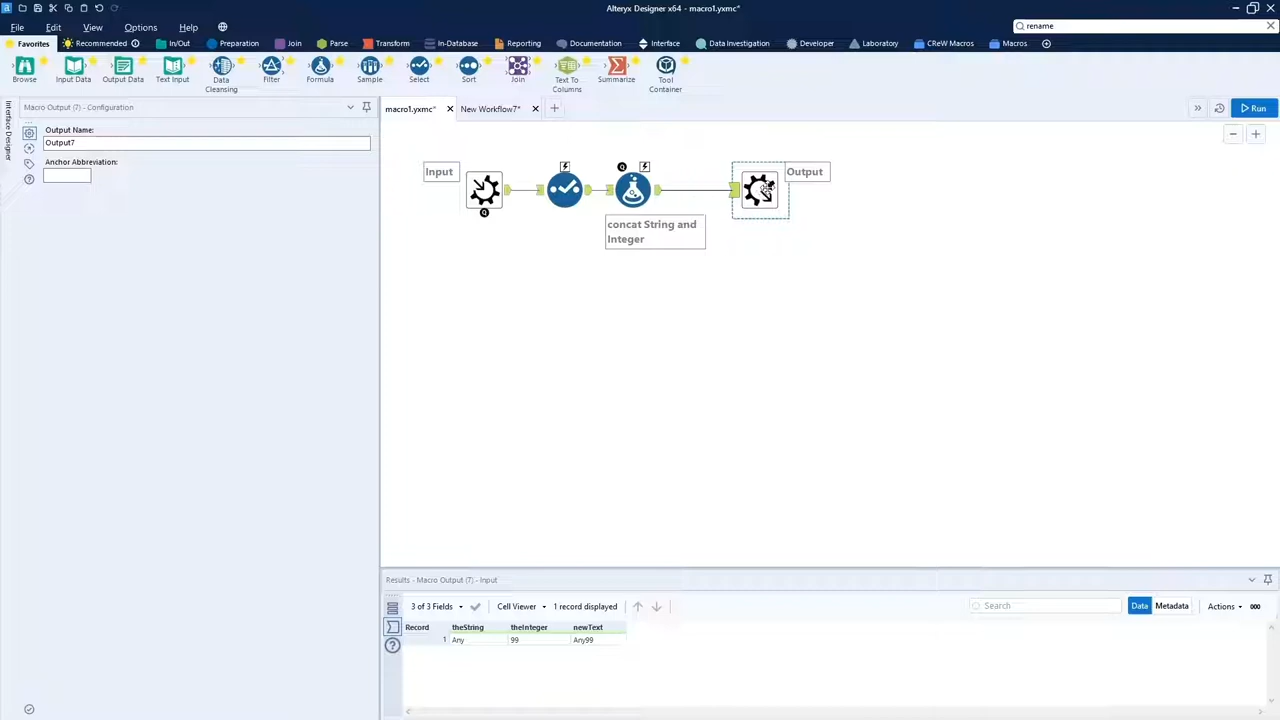 Alteryx Designer x64 - macro1.yxmc*
File Edit View Options Help
rename
Favorites Recommended In/Out Preparation Join Parse Transform In-Database Reporting Documentation Interface Data Investigation Developer Laboratory CReW Macros Macros
Browse Input Data Output Data Text Input Data Cleansing Filter Formula Sample Select Sort Join Text To Columns Summarize Tool Container
Interface Designer
Macro Output (7) - Configuration
macro1.yxmc* New Workflow7*
Run
Output Name:
Output7
Anchor Abbreviation:
Input
Output
Q
Q
concat String and
Integer
Results - Macro Output (7) - Input
3 of 3 Fields Cell Viewer 1 record displayed Search Data Metadata Actions 000
Record theString theInteger newText
1 Any 99 Any99